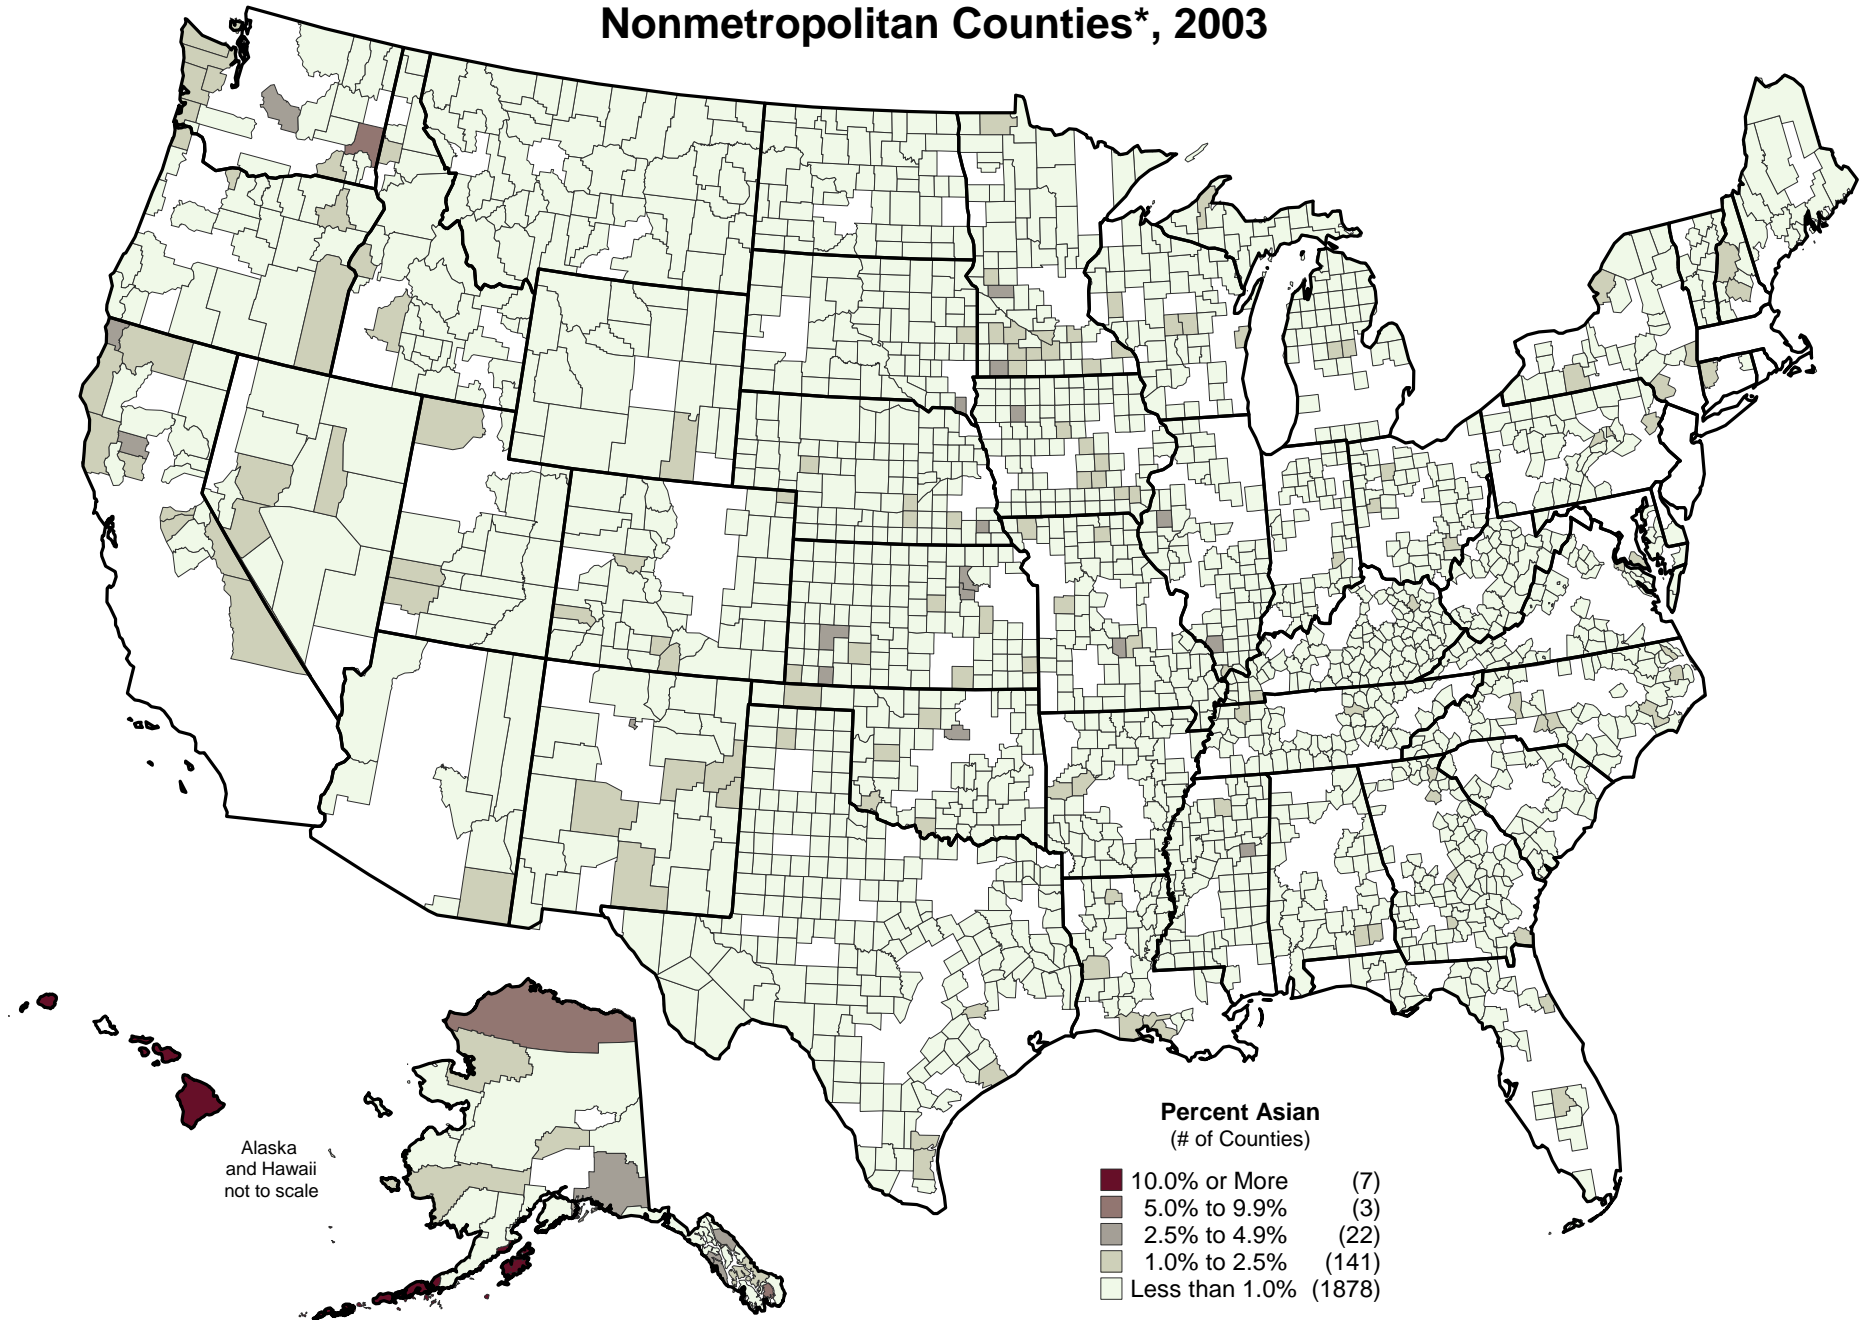 Nonmetropolitan Counties*, 2003
Alaska
and Hawaii
not to scale
Percent Asian
(# of Counties)
10.0% or More (7)
5.0% to 9.9% (3)
2.5% to 4.9% (22)
1.0% to 2.5% (141)
Less than 1.0% (1878)